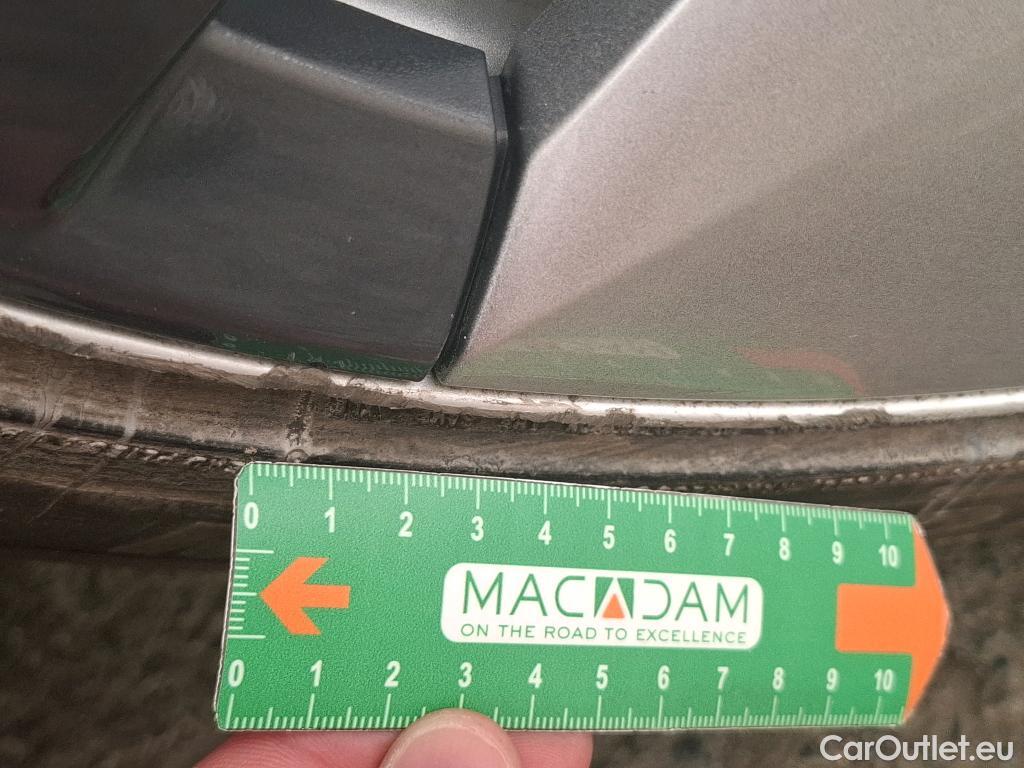 0 1 2 3 4 5 6 7 8 9 10
MACADAM
ON THE ROAD TO EXCELLENCE
0 1 2 3 4 5 6 7 8 9 10
CarOutlet.eu